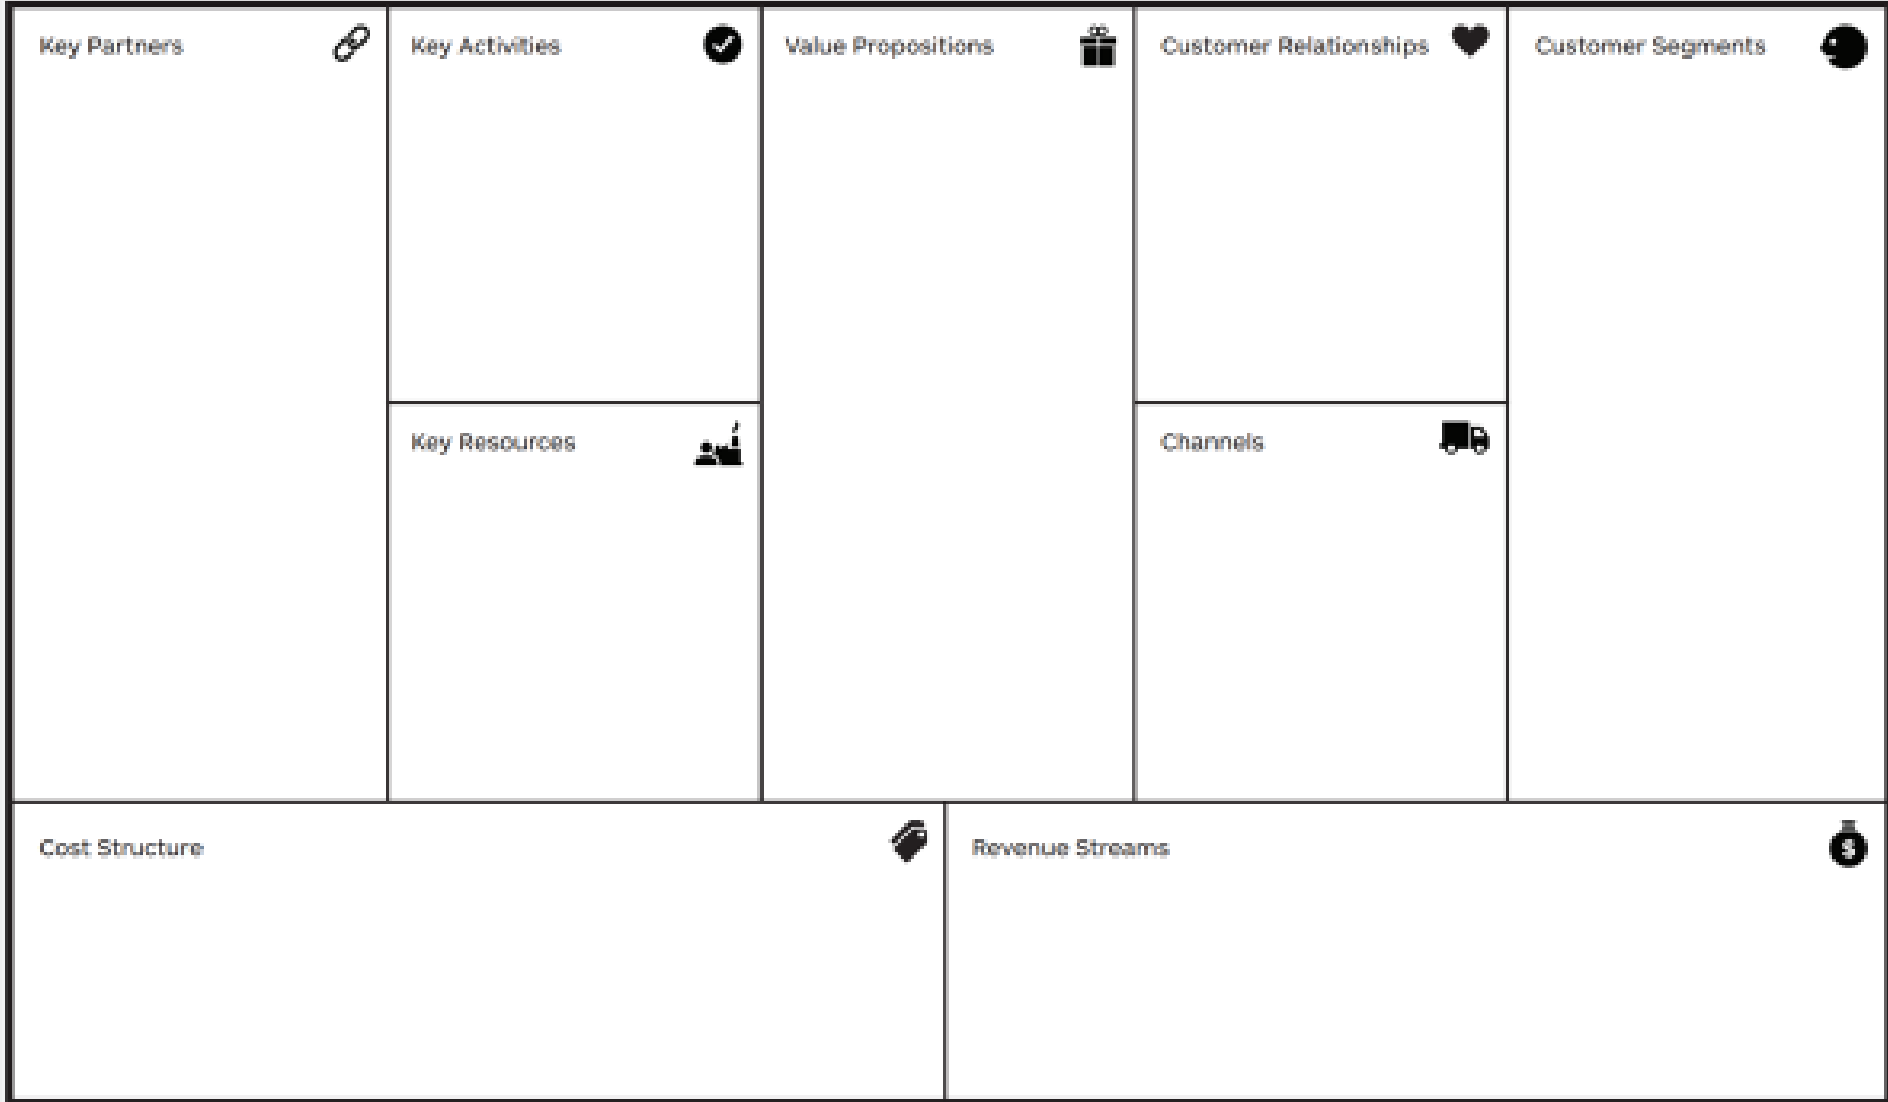 Key Partners
Key Activities
Value Propositions
Customer Relationships
Customer Segments
Key Resources
Channels
Cost Structure
Revenue Streams
$